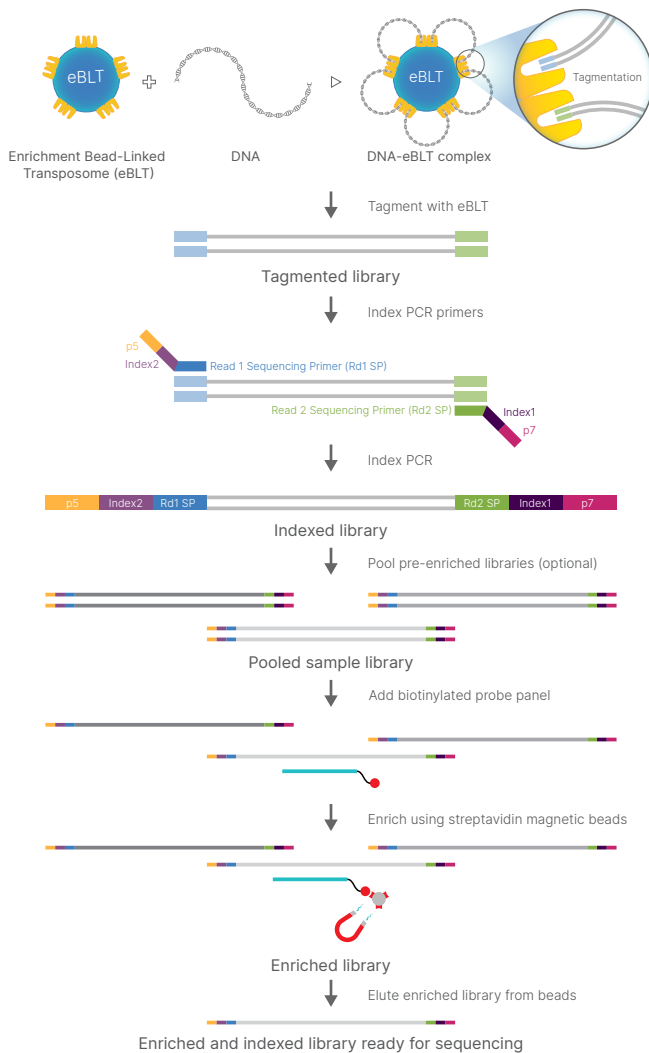 eBLT
eBLT
Tagmentation
Enrichment Bead-Linked
Transposome (eBLT)
DNA
DNA-eBLT complex
Tagment with eBLT
Tagmented library
Index PCR primers
p5
Index2
Read 1 Sequencing Primer (Rd1 SP)
Read 2 Sequencing Primer (Rd2 SP)
Index1
p7
Index PCR
p5 Index2 Rd1 SP Rd2 SP Index1 p7
Indexed library
Pool pre-enriched libraries (optional)
Pooled sample library
Add biotinylated probe panel
Enrich using streptavidin magnetic beads
Enriched library
Elute enriched library from beads
Enriched and indexed library ready for sequencing